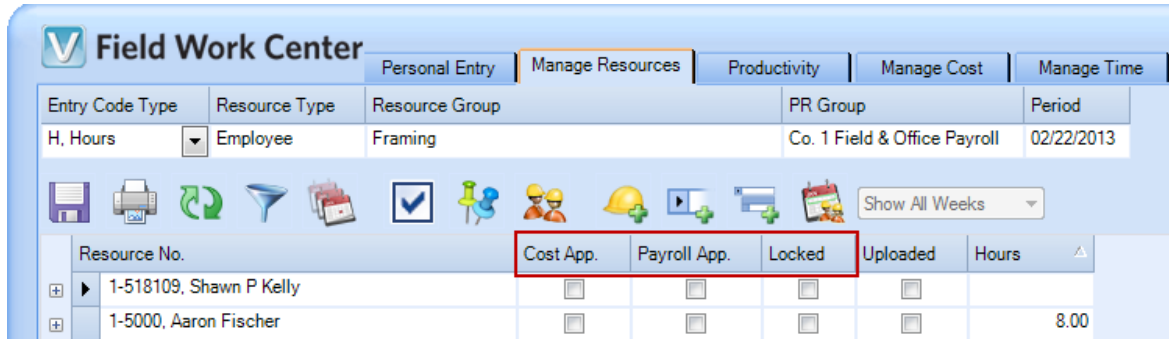 V Field Work Center
Personal Entry Manage Resources Productivity Manage Cost Manage Time
Entry Code Type Resource Type Resource Group PR Group Period
H, Hours Employee Framing Co. 1 Field & Office Payroll 02/22/2013
Show All Weeks
Resource No. Cost App. Payroll App. Locked Uploaded Hours
1-518109, Shawn P Kelly
1-5000, Aaron Fischer 8.00